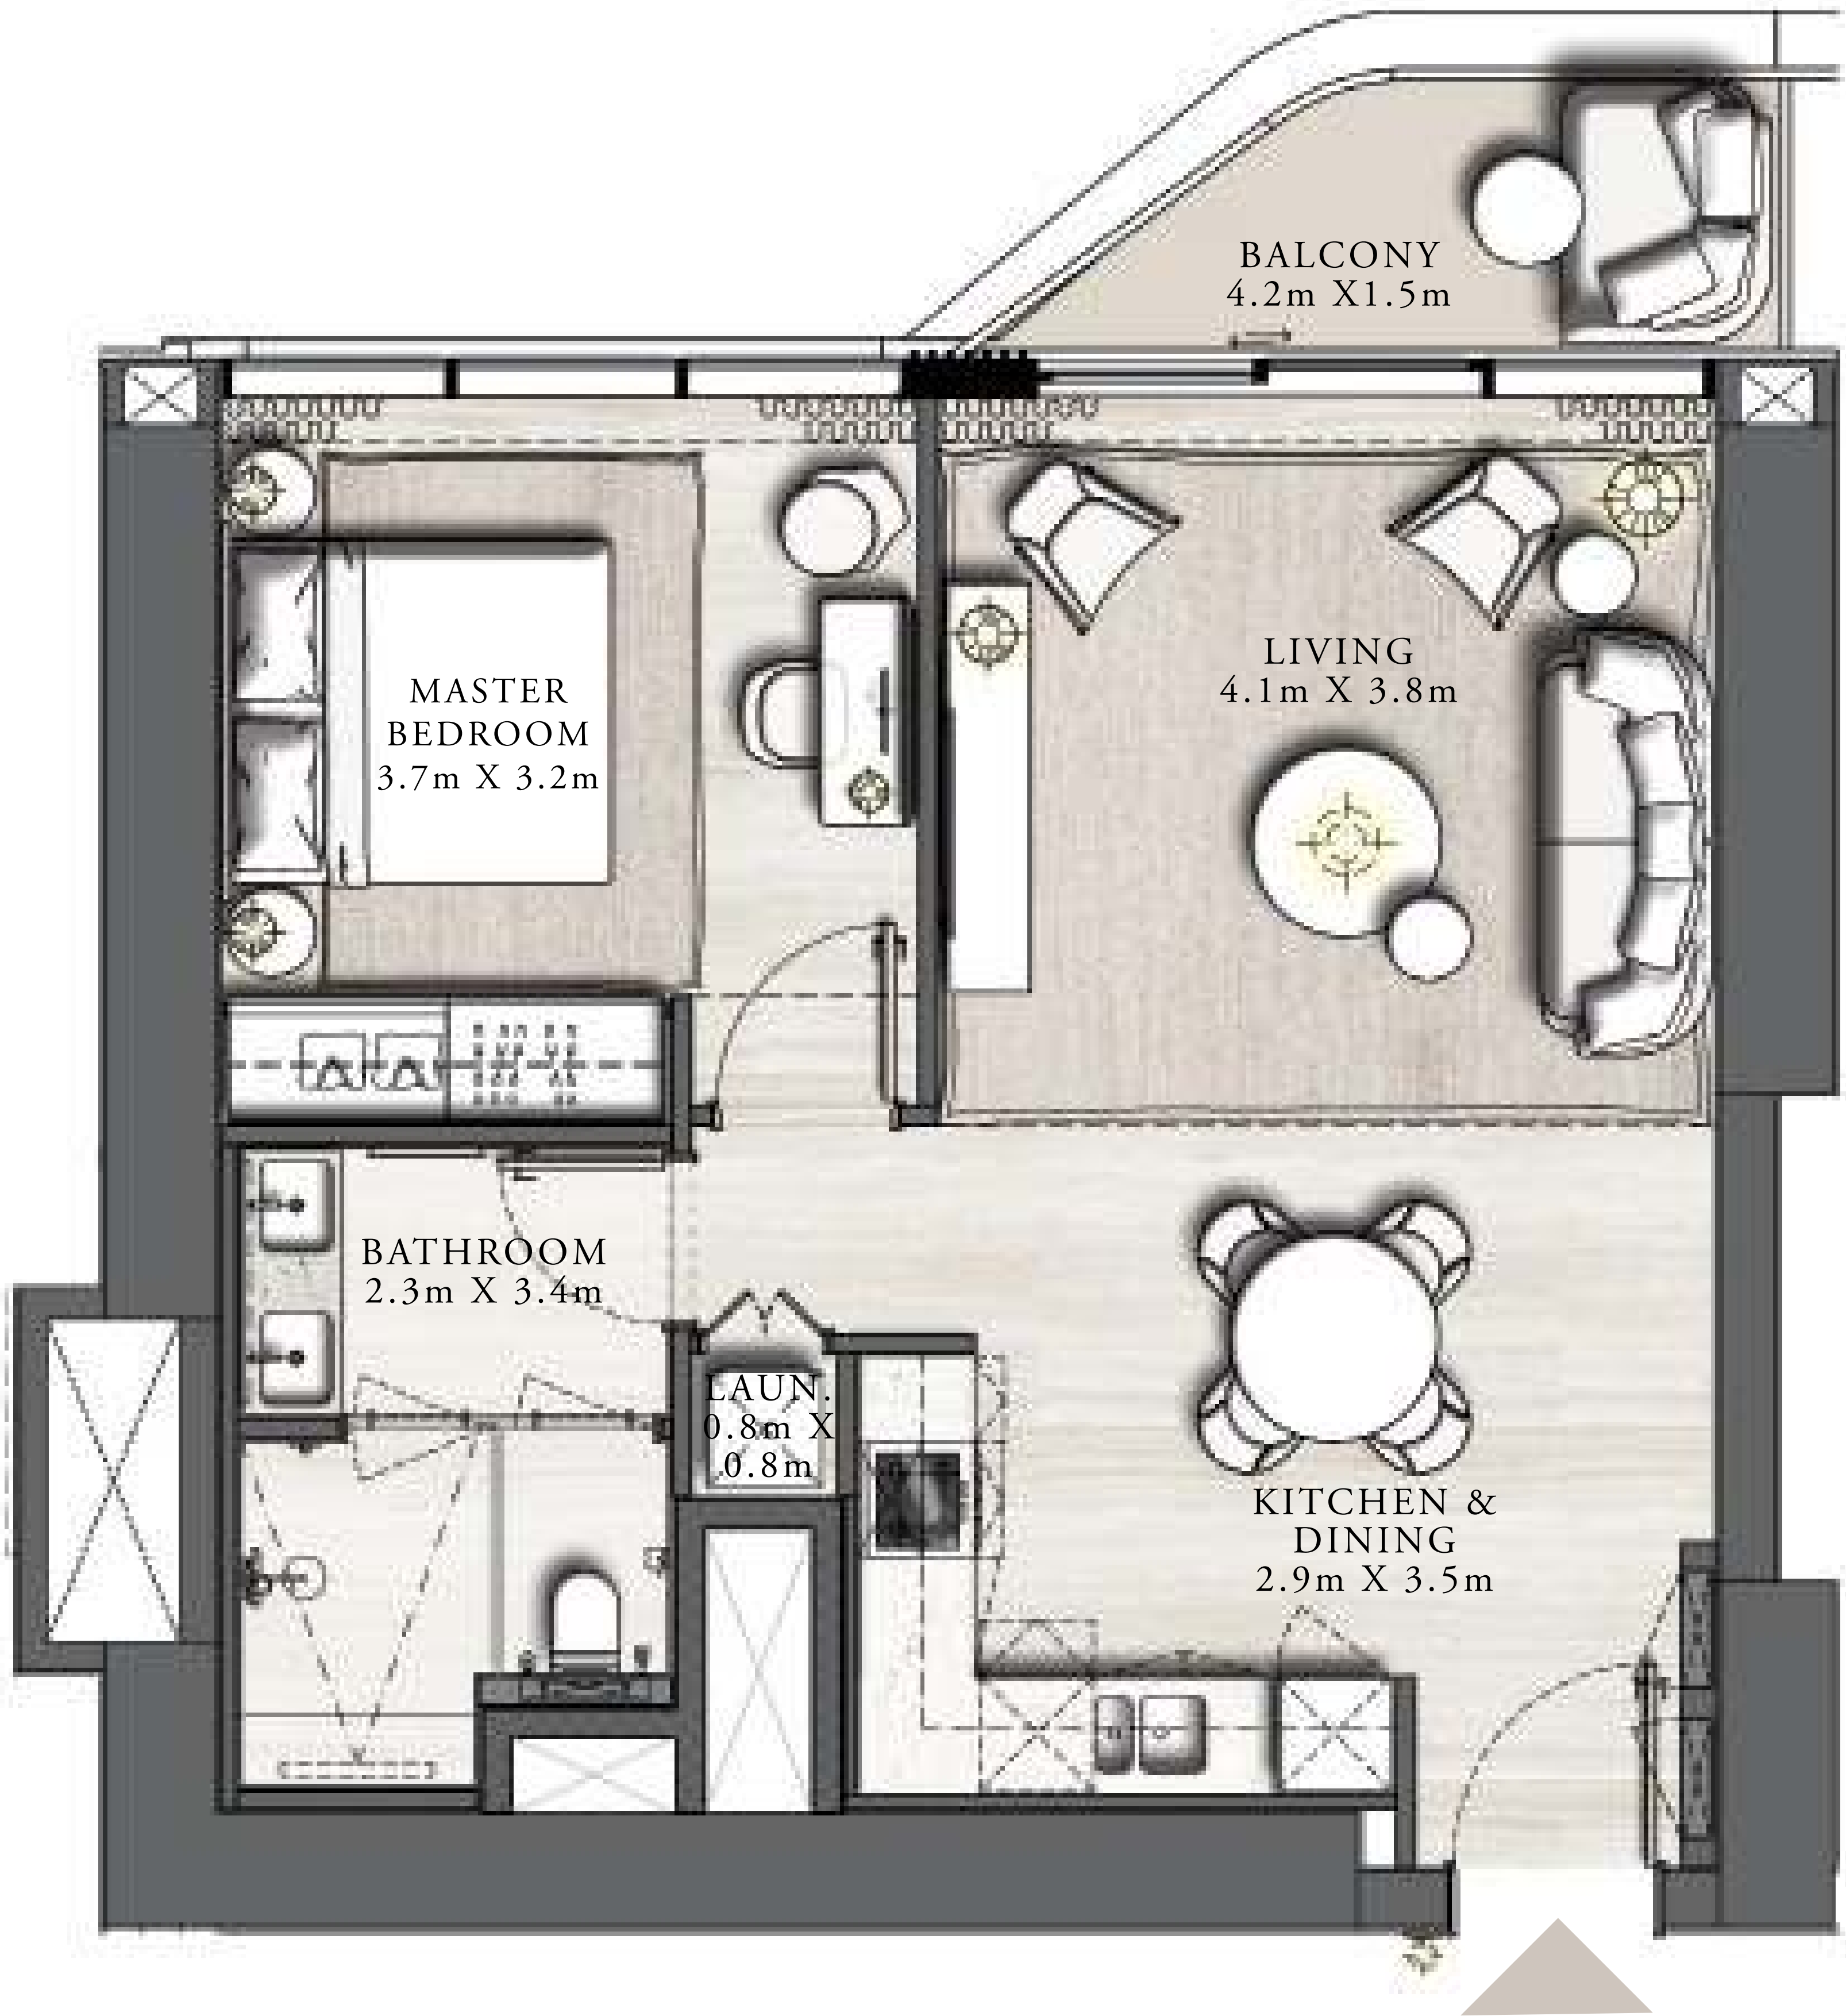 BALCONY
4.2m X1.5m
LIVING
4.1m X 3.8m
MASTER
BEDROOM
3.7m X 3.2m
BATHROOM
2.3m X 3.4m
LAUN.
0.8m X
0.8m
KITCHEN &
DINING
2.9m X 3.5m